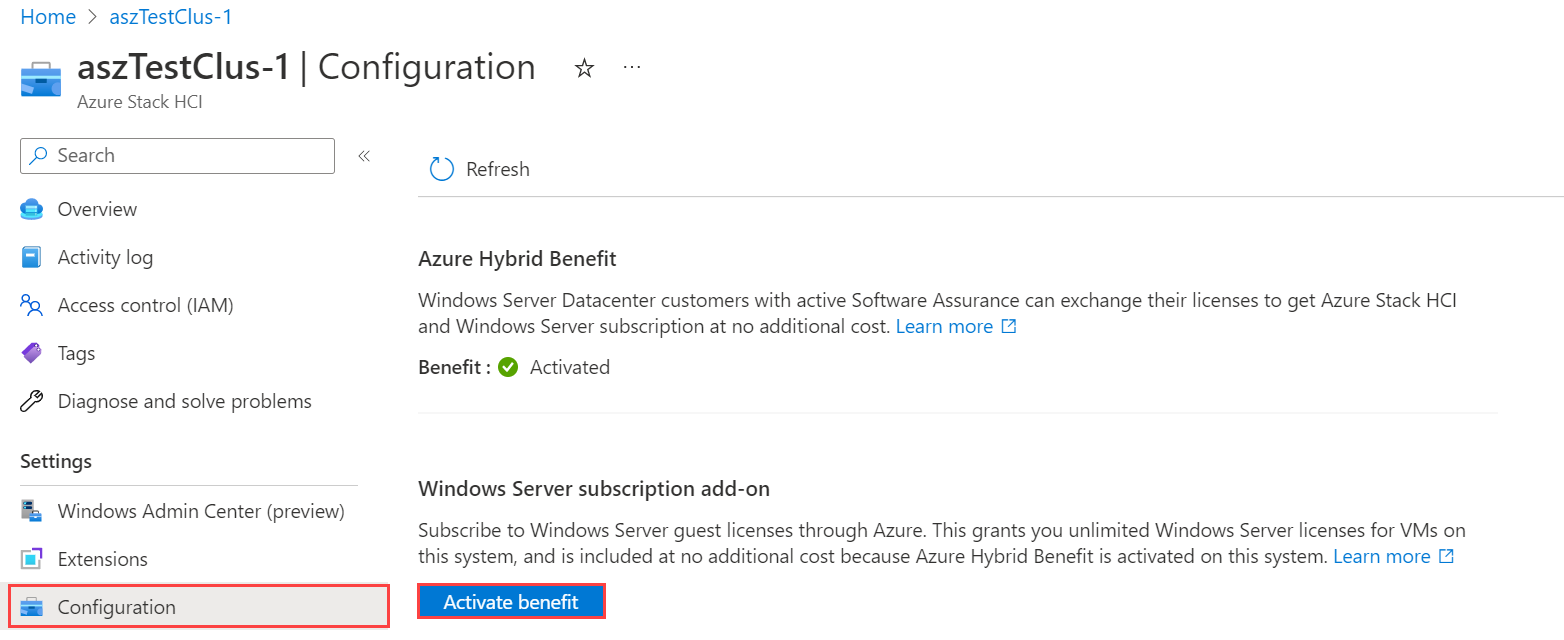 Home > aszTestClus-1
aszTestClus-1 | Configuration ☆ ···
Azure Stack HCI
Search «
Overview
Activity log
Access control (IAM)
Tags
Diagnose and solve problems
Settings
Windows Admin Center (preview)
Extensions
Configuration
Refresh
Azure Hybrid Benefit
Windows Server Datacenter customers with active Software Assurance can exchange their licenses to get Azure Stack HCI
and Windows Server subscription at no additional cost. Learn more
Benefit : Activated
Windows Server subscription add-on
Subscribe to Windows Server guest licenses through Azure. This grants you unlimited Windows Server licenses for VMs on
this system, and is included at no additional cost because Azure Hybrid Benefit is activated on this system. Learn more
Activate benefit